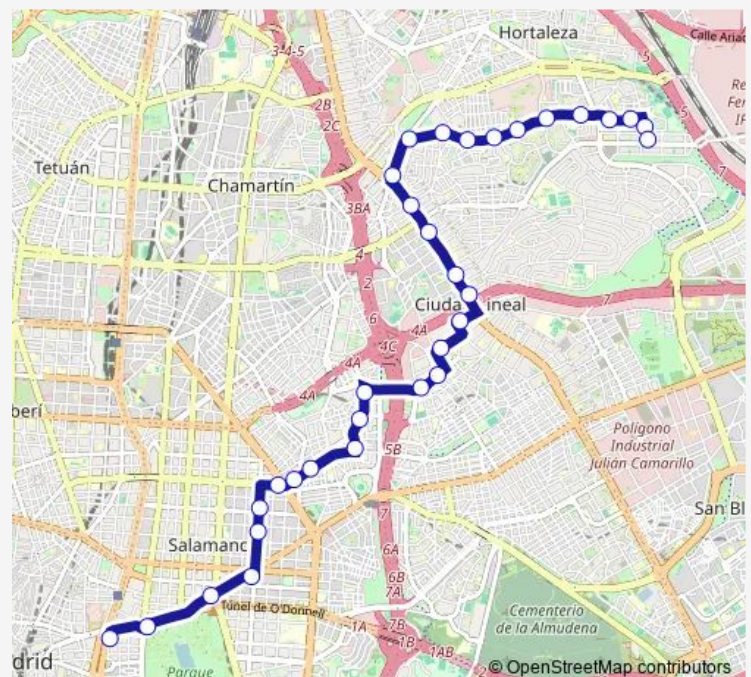 Hortaleza
Calle Ariad
3-4-5
5
2B
2C
5
Tetuán
Chamartín
7
3BA
4
2
7
6
Ciuda
ineal
4A
4C
4A
4A
berí
Polígono
Industrial
Julián Camarillo
5B
7
San Bl
Salamanc
6A
6B
7A
Túnel de O'Donnell
Cementerio
de la Almudena
1A
7B
1B
1AB
2
drid
Parque
© OpenStreetMap contributors